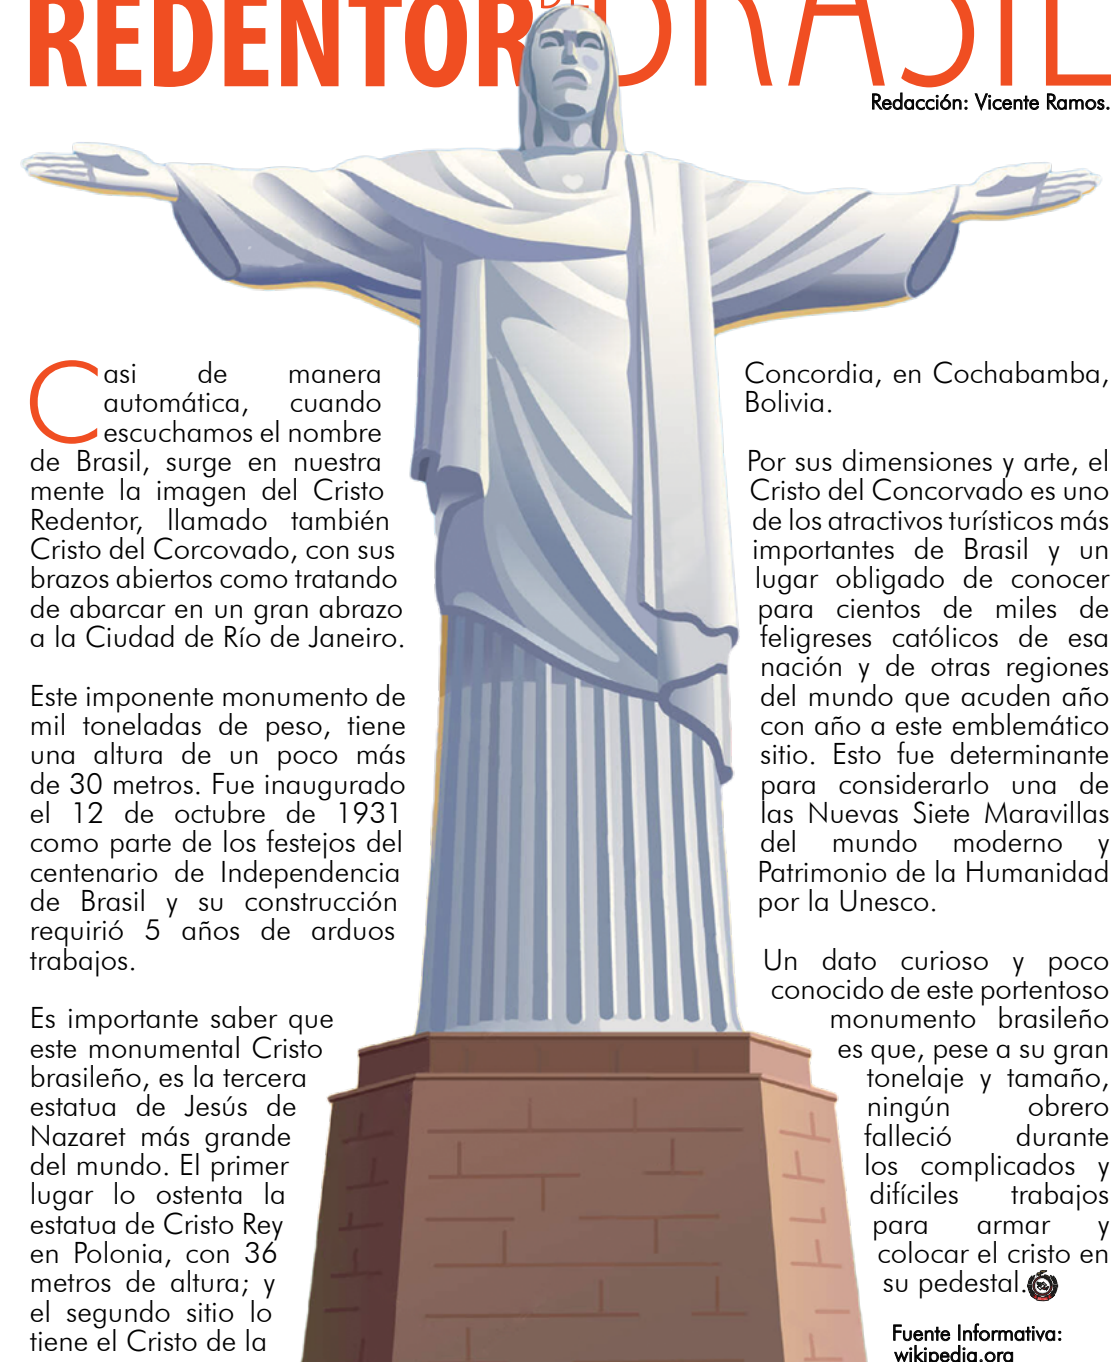 REDENTOR DEL BRASIL
Redacción: Vicente Ramos.
Casi de manera
automática, cuando
escuchamos el nombre
de Brasil, surge en nuestra
mente la imagen del Cristo
Redentor, llamado también
Cristo del Corcovado, con sus
brazos abiertos como tratando
de abarcar en un gran abrazo
a la Ciudad de Río de Janeiro.
Este imponente monumento de
mil toneladas de peso, tiene
una altura de un poco más
de 30 metros. Fue inaugurado
el 12 de octubre de 1931
como parte de los festejos del
centenario de Independencia
de Brasil y su construcción
requirió 5 años de arduos
trabajos.
Es importante saber que
este monumental Cristo
brasileño, es la tercera
estatua de Jesús de
Nazaret más grande
del mundo. El primer
lugar lo ostenta la
estatua de Cristo Rey
en Polonia, con 36
metros de altura; y
el segundo sitio lo
tiene el Cristo de la
Concordia, en Cochabamba,
Bolivia.
Por sus dimensiones y arte, el
Cristo del Concorvado es uno
de los atractivos turísticos más
importantes de Brasil y un
lugar obligado de conocer
para cientos de miles de
feligreses católicos de esa
nación y de otras regiones
del mundo que acuden año
con año a este emblemático
sitio. Esto fue determinante
para considerarlo una de
las Nuevas Siete Maravillas
del mundo moderno y
Patrimonio de la Humanidad
por la Unesco.
Un dato curioso y poco
conocido de este portentoso
monumento brasileño
es que, pese a su gran
tonelaje y tamaño,
ningún obrero
falleció durante
los complicados y
difíciles trabajos
para armar y
colocar el cristo en
su pedestal.
Fuente Informativa:
wikipedia.org